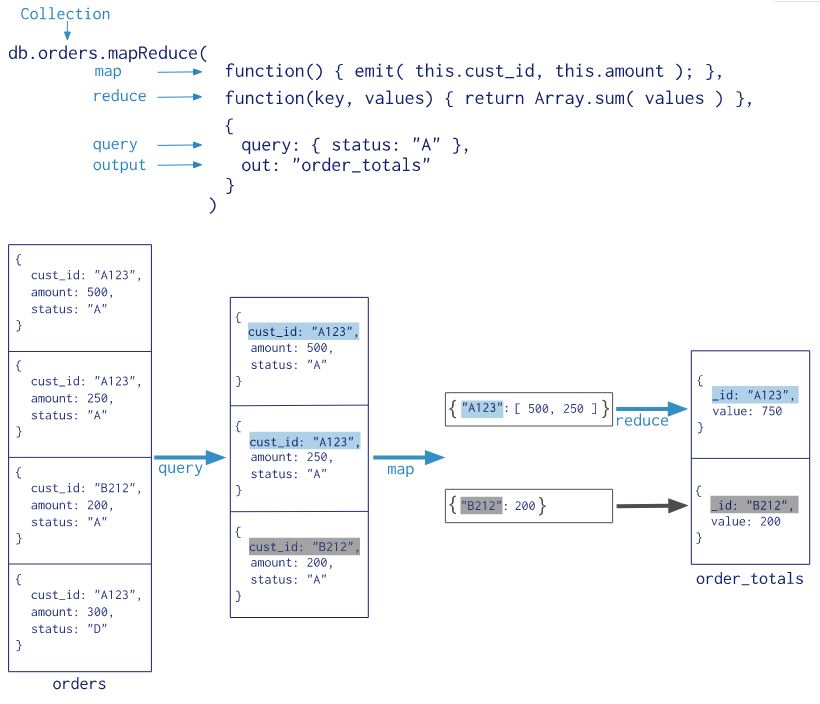 Collection
db.orders.mapReduce(
map function() { emit( this.cust_id, this.amount ); },
reduce function(key, values) { return Array.sum( values ) },
{
query query: { status: "A" },
output out: "order_totals"
}
)
{
cust_id: "A123",
amount: 500,
status: "A"
}
{
cust_id: "A123",
amount: 250,
status: "A"
}
{
cust_id: "B212",
amount: 200,
status: "A"
}
{
cust_id: "A123",
amount: 300,
status: "D"
}
orders
query
{
cust_id: "A123",
amount: 500,
status: "A"
}
{
cust_id: "A123",
amount: 250,
status: "A"
}
{
cust_id: "B212",
amount: 200,
status: "A"
}
map
{ "A123": [ 500, 250 ] }
{ "B212": 200 }
reduce
{
_id: "A123",
value: 750
}
{
_id: "B212",
value: 200
}
order_totals